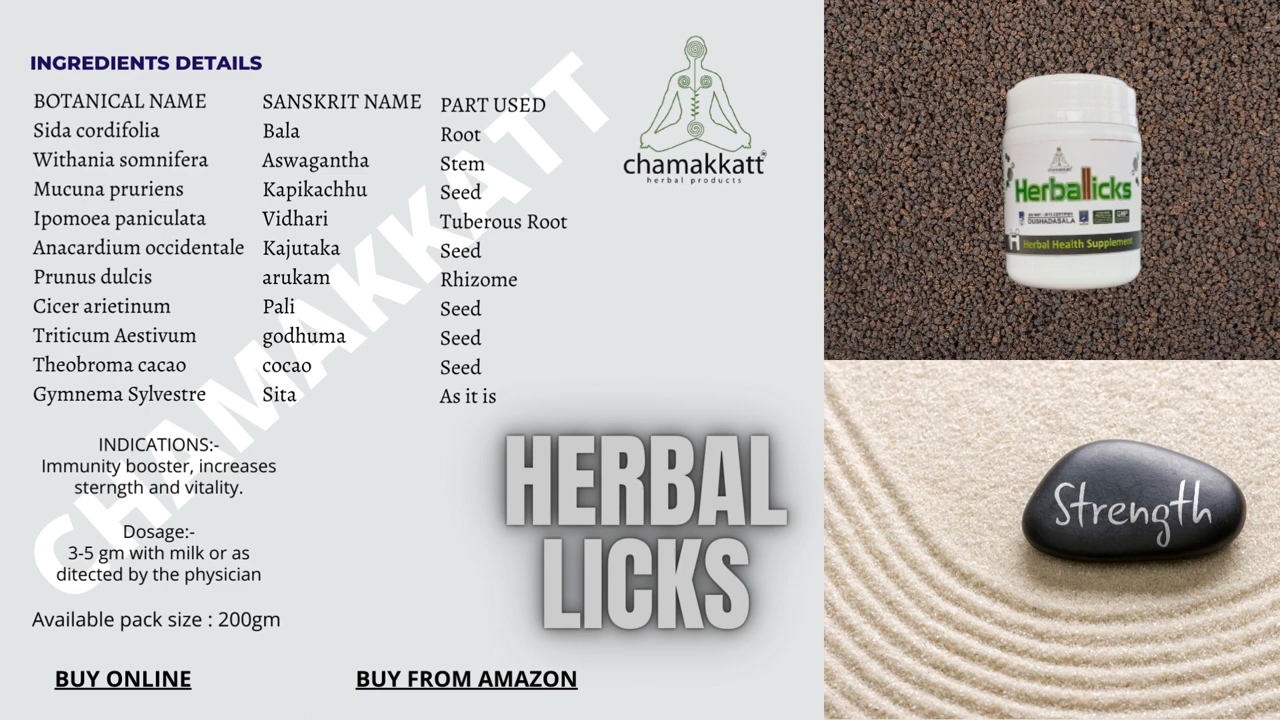 INGREDIENTS DETAILS
BOTANICAL NAME SANSKRIT NAME PART USED
Sida cordifolia Bala Root
Withania somnifera Aswagantha Stem
Mucuna pruriens Kapikachhu Seed
Ipomoea paniculata Vidhari Tuberous Root
Anacardium occidentale Kajutaka Seed
Prunus dulcis arukam Rhizome
Cicer arietinum Pali Seed
Triticum Aestivum godhuma Seed
Theobroma cacao cocao Seed
Gymnema Sylvestre Sita As it is
INDICATIONS:-
Immunity booster, increases
sterngth and vitality.
Dosage:-
3-5 gm with milk or as
ditected by the physician
Available pack size : 200gm
BUY ONLINE
BUY FROM AMAZON
CHAMAKKATT
chamakkatt
herbal products
HERBAL
LICKS
Herballicks
OUSHADASALA
GMP
Herbal Health Supplement
Strength